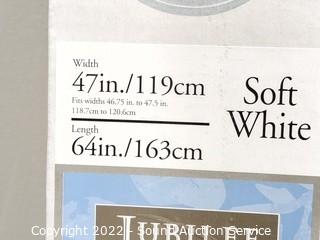 Width
47in./119cm
Fits widths 46.75 in. to 47.5 in.
118.7cm to 120.6cm
Length
64in./163cm
Soft
White
JUBILEE
Copyright 2022 - Sound Auction Service